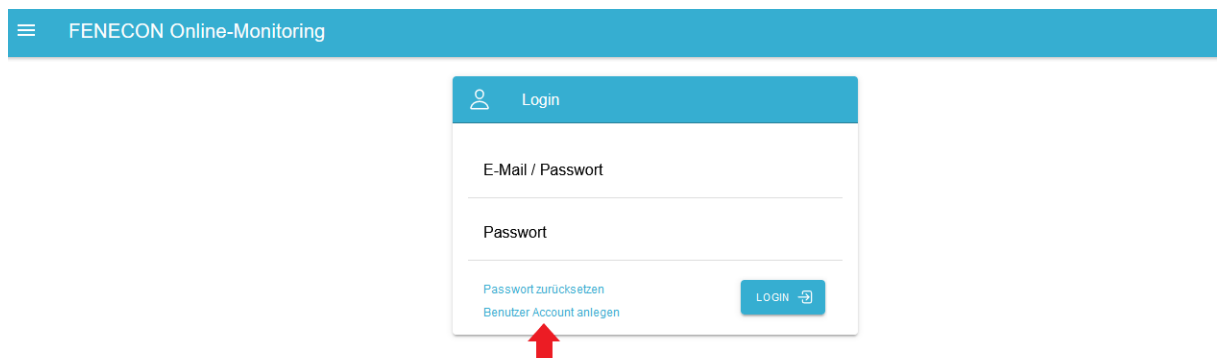 FENECON Online-Monitoring
Login
E-Mail / Passwort
Passwort
Passwort zurücksetzen
LOGIN
Benutzer Account anlegen